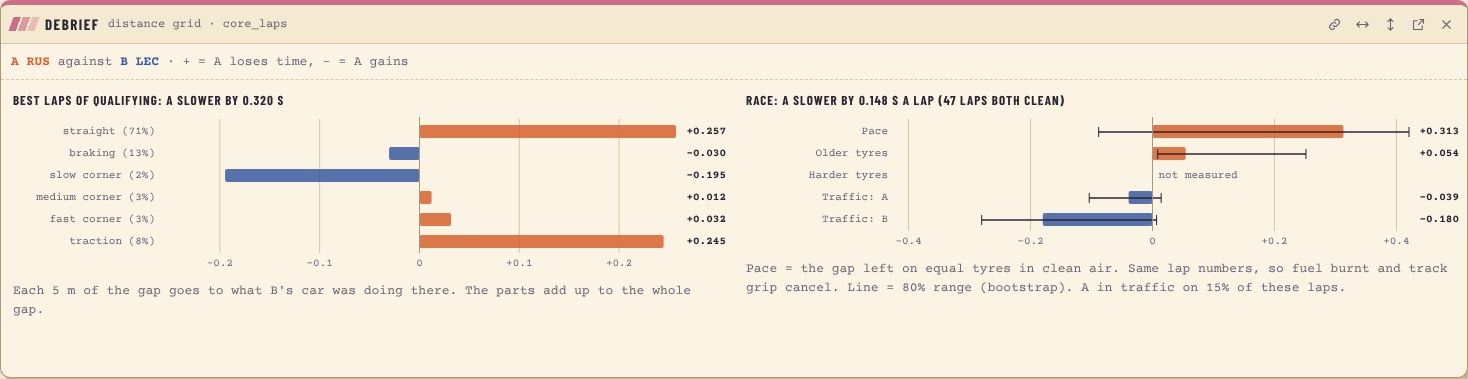 DEBRIEF distance grid · core_laps
A RUS against B LEC · + = A loses time, − = A gains
BEST LAPS OF QUALIFYING: A SLOWER BY 0.320 S
straight (71%) +0.257
braking (13%) −0.030
slow corner (2%) −0.195
medium corner (3%) +0.012
fast corner (3%) +0.032
traction (8%) +0.245
−0.2 −0.1 0 +0.1 +0.2
Each 5 m of the gap goes to what B's car was doing there. The parts add up to the whole
gap.
RACE: A SLOWER BY 0.148 S A LAP (47 LAPS BOTH CLEAN)
Pace +0.313
Older tyres +0.054
Harder tyres not measured
Traffic: A −0.039
Traffic: B −0.180
−0.4 −0.2 0 +0.2 +0.4
Pace = the gap left on equal tyres in clean air. Same lap numbers, so fuel burnt and track
grip cancel. Line = 80% range (bootstrap). A in traffic on 15% of these laps.